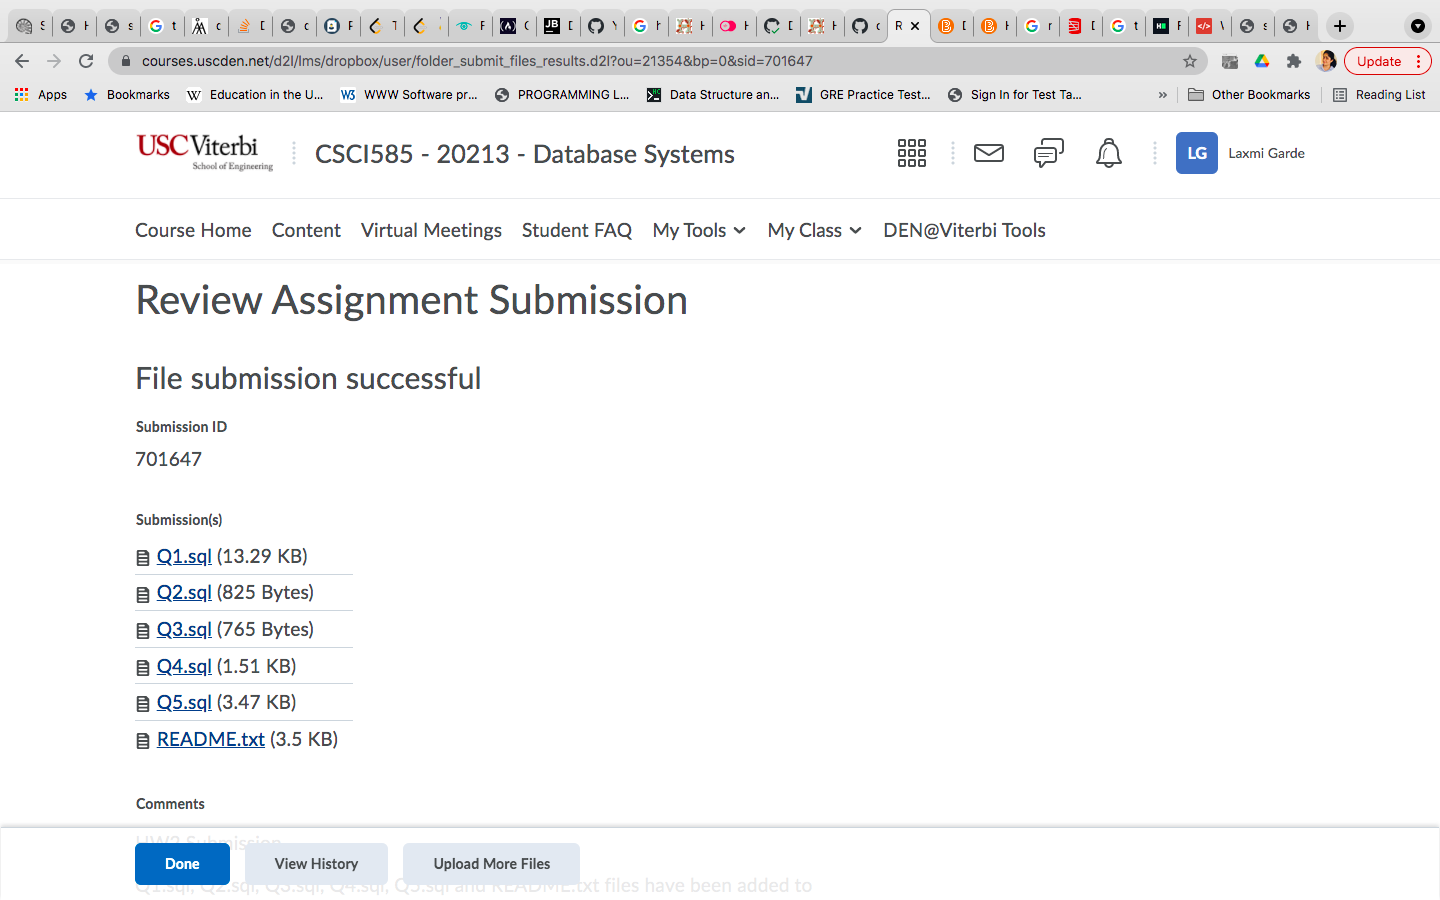 S H s t c D c F T F C D Y H H H D H c R D H r D t F V s H
courses.uscden.net/d2l/lms/dropbox/user/folder_submit_files_results.d2l?ou=21354&bp=0&sid=701647 Update
Apps Bookmarks W Education in the U... W3 WWW Software pr... PROGRAMMING L... Data Structure an... GRE Practice Test... Sign In for Test Ta... » Other Bookmarks Reading List
USC Viterbi
School of Engineering
CSCI585 - 20213 - Database Systems
LG Laxmi Garde
Course Home Content Virtual Meetings Student FAQ My Tools My Class DEN@Viterbi Tools
Review Assignment Submission
File submission successful
Submission ID
701647
Submission(s)
Q1.sql (13.29 KB)
Q2.sql (825 Bytes)
Q3.sql (765 Bytes)
Q4.sql (1.51 KB)
Q5.sql (3.47 KB)
README.txt (3.5 KB)
Comments
Submission
Done View History Upload More Files
Q1.sql, Q2.sql, Q3.sql, Q4.sql, Q5.sql and README.txt files have been added to